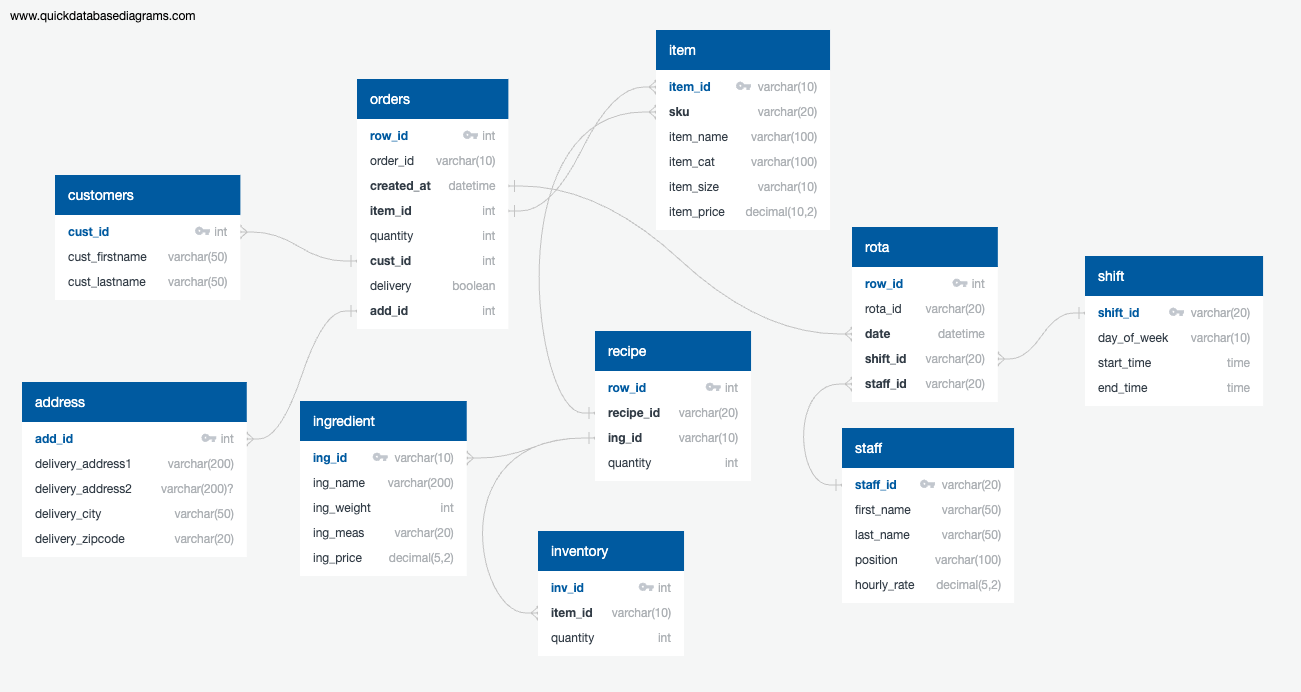 www.quickdatabasediagrams.com
item
item_id varchar(10)
sku varchar(20)
item_name varchar(100)
item_cat varchar(100)
item_size varchar(10)
item_price decimal(10,2)
orders
row_id int
order_id varchar(10)
created_at datetime
item_id int
quantity int
cust_id int
delivery boolean
add_id int
customers
cust_id int
cust_firstname varchar(50)
cust_lastname varchar(50)
rota
row_id int
rota_id varchar(20)
date datetime
shift_id varchar(20)
staff_id varchar(20)
shift
shift_id varchar(20)
day_of_week varchar(10)
start_time time
end_time time
recipe
row_id int
recipe_id varchar(20)
ing_id varchar(10)
quantity int
address
add_id int
delivery_address1 varchar(200)
delivery_address2 varchar(200)?
delivery_city varchar(50)
delivery_zipcode varchar(20)
ingredient
ing_id varchar(10)
ing_name varchar(200)
ing_weight int
ing_meas varchar(20)
ing_price decimal(5,2)
staff
staff_id varchar(20)
first_name varchar(50)
last_name varchar(50)
position varchar(100)
hourly_rate decimal(5,2)
inventory
inv_id int
item_id varchar(10)
quantity int